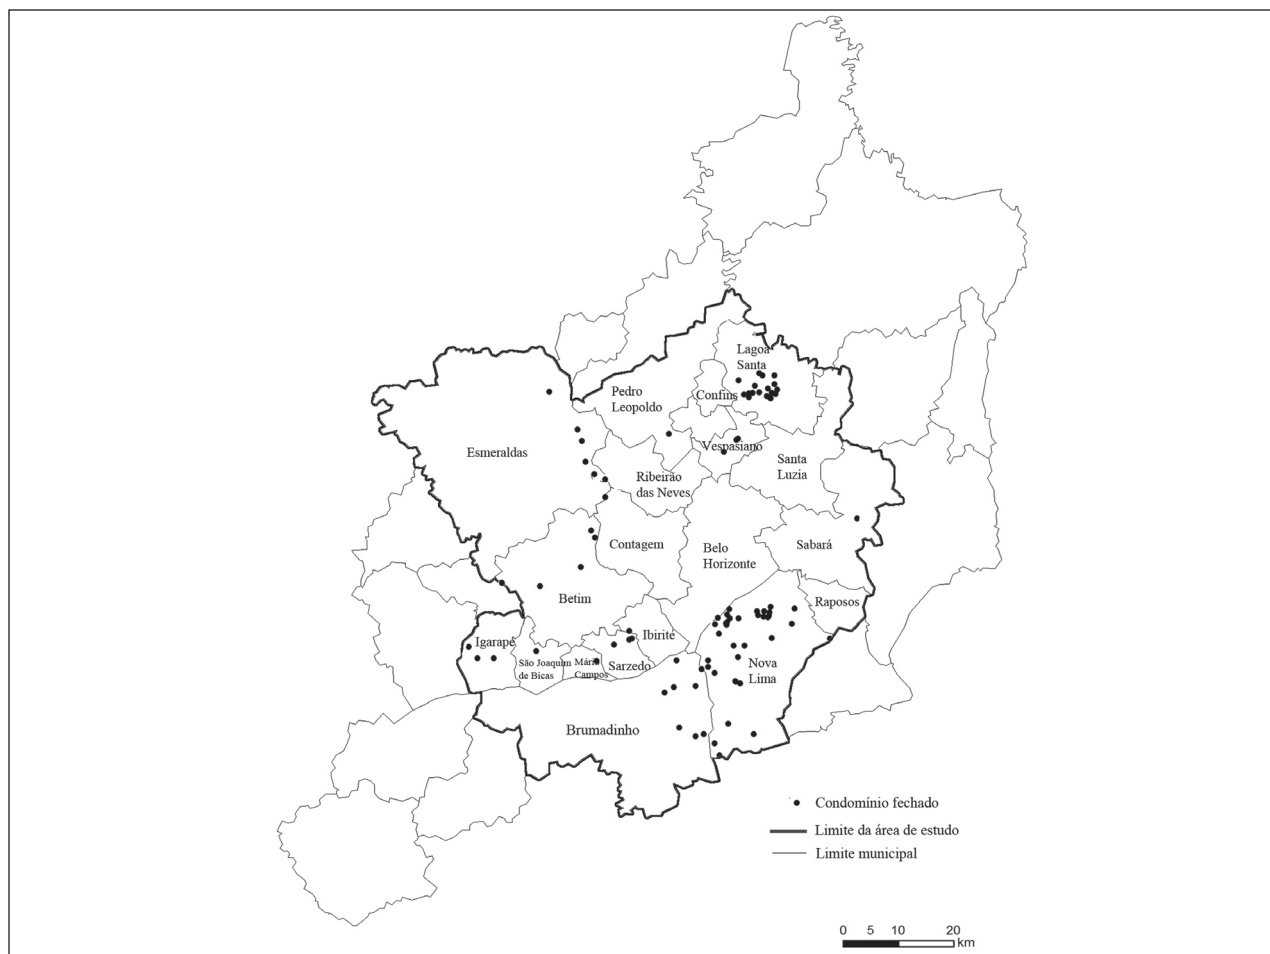 Lagoa
Santa
Pedro
Leopoldo
Confins
Vespasiano
Esmeraldas
Santa
Luzia
Ribeirão
das Neves
Contagem
Belo
Horizonte
Sabará
Betim
Raposos
Ibirité
Igarapé
São Joaquim
de Bicas
Mário
Campos
Sarzedo
Nova
Lima
Brumadinho
Condomínio fechado
Limite da área de estudo
Limite municipal
0 5 10 20
km